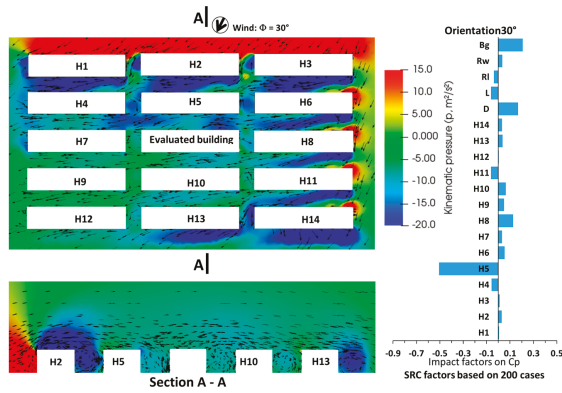 A
Wind: Φ = 30°
H1
H2
H3
H4
H5
H6
H7
Evaluated building
H8
H9
H10
H11
H12
H13
H14
A
H2
H5
H10
H13
Section A - A
15.0
10.0
5.00
0.000
-5.00
-10.0
-15.0
-20.0
Kinematic pressure (p, m²/s²)
Orientation30°
Bg
Rw
Rl
L
D
H14
H13
H12
H11
H10
H9
H8
H7
H6
H5
H4
H3
H2
H1
-0.9
-0.7
-0.5
-0.3
-0.1
0.1
0.3
0.5
Impact factors on Cp
SRC factors based on 200 cases